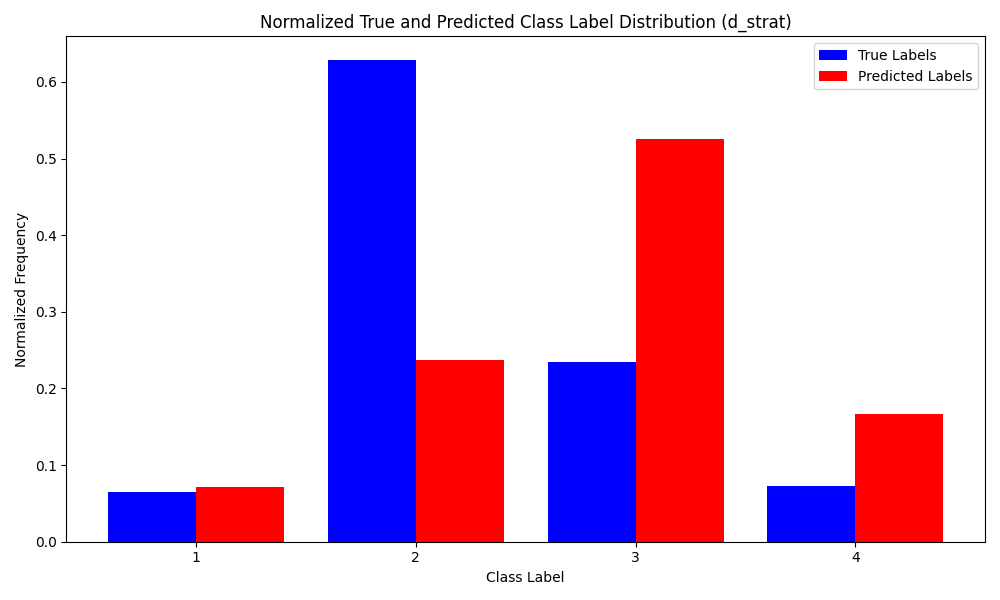 Normalized True and Predicted Class Label Distribution (d_strat)
True Labels
Predicted Labels
Normalized Frequency
0.6
0.5
0.4
0.3
0.2
0.1
0.0
1 2 3 4
Class Label